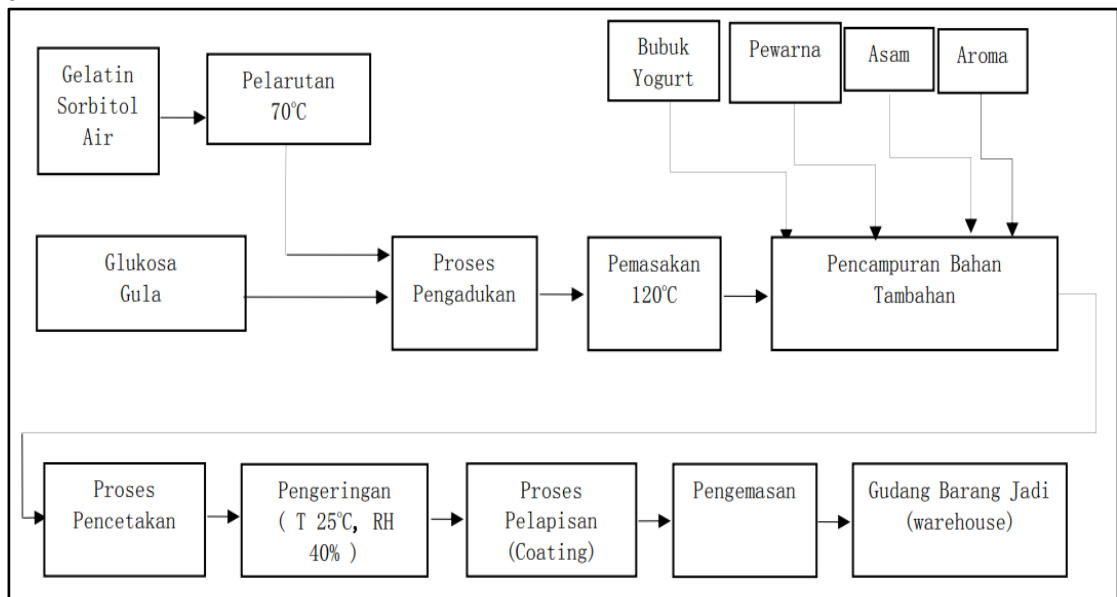 Gelatin
Sorbitol
Air
Pelarutan
70℃
Bubuk
Yogurt
Pewarna
Asam
Aroma
Glukosa
Gula
Proses
Pengadukan
Pemasakan
120℃
Pencampuran Bahan
Tambahan
Proses
Pencetakan
Pengeringan
( T 25℃, RH
40% )
Proses
Pelapisan
(Coating)
Pengemasan
Gudang Barang Jadi
(warehouse)